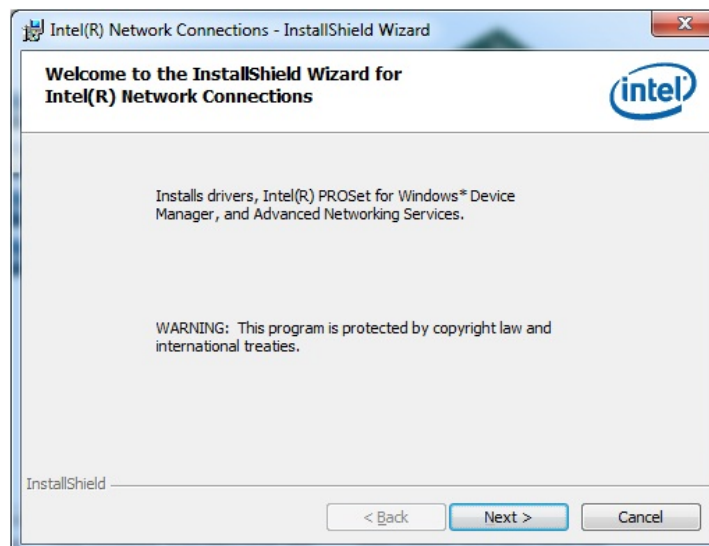 Intel(R) Network Connections - InstallShield Wizard
Welcome to the InstallShield Wizard for
Intel(R) Network Connections
intel
Installs drivers, Intel(R) PROSet for Windows* Device
Manager, and Advanced Networking Services.
WARNING: This program is protected by copyright law and
international treaties.
InstallShield
< Back
Next >
Cancel